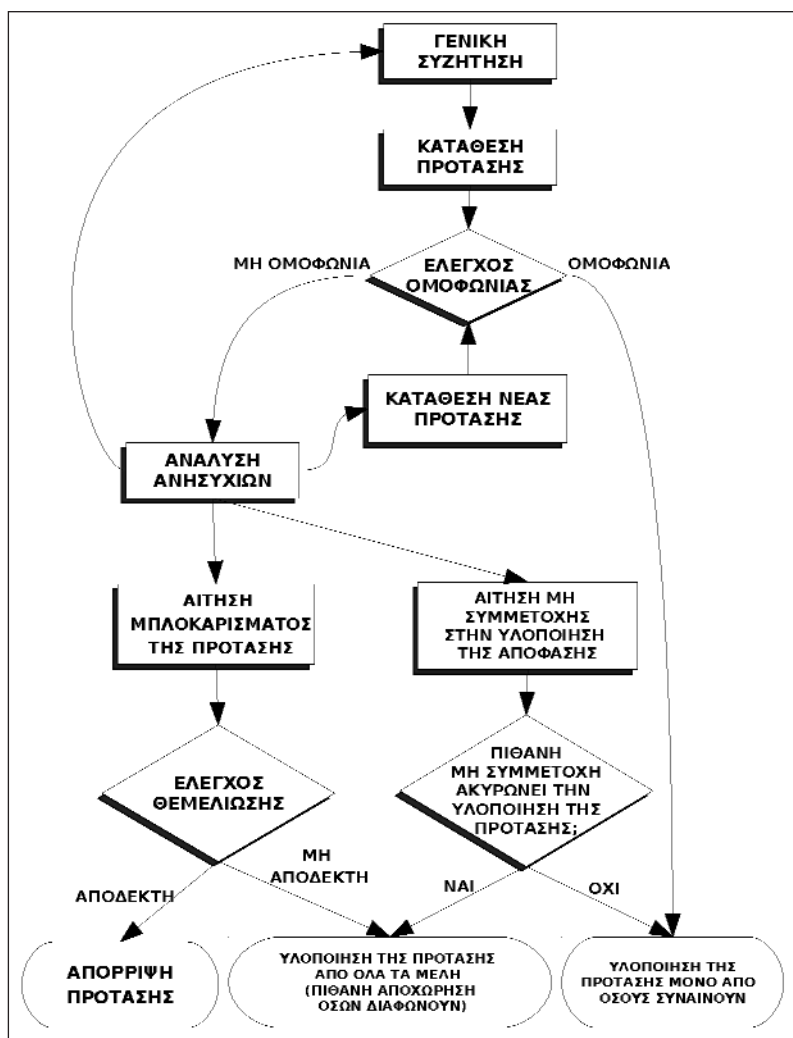 ΓΕΝΙΚΗ
ΣΥΖΗΤΗΣΗ
ΚΑΤΑΘΕΣΗ
ΠΡΟΤΑΣΗΣ
ΜΗ ΟΜΟΦΩΝΙΑ
ΕΛΕΓΧΟΣ
ΟΜΟΦΩΝΙΑΣ
ΟΜΟΦΩΝΙΑ
ΚΑΤΑΘΕΣΗ ΝΕΑΣ
ΠΡΟΤΑΣΗΣ
ΑΝΑΛΥΣΗ
ΑΝΗΣΥΧΙΩΝ
ΑΙΤΗΣΗ
ΜΠΛΟΚΑΡΙΣΜΑΤΟΣ
ΤΗΣ ΠΡΟΤΑΣΗΣ
ΑΙΤΗΣΗ ΜΗ
ΣΥΜΜΕΤΟΧΗΣ
ΣΤΗΝ ΥΛΟΠΟΙΗΣΗ
ΤΗΣ ΑΠΟΦΑΣΗΣ
ΕΛΕΓΧΟΣ
ΘΕΜΕΛΙΩΣΗΣ
ΠΙΘΑΝΗ
ΜΗ ΣΥΜΜΕΤΟΧΗ
ΑΚΥΡΩΝΕΙ ΤΗΝ
ΥΛΟΠΟΙΗΣΗ ΤΗΣ
ΠΡΟΤΑΣΗΣ;
ΑΠΟΔΕΚΤΗ
ΜΗ
ΑΠΟΔΕΚΤΗ
ΝΑΙ
ΟΧΙ
ΑΠΟΡΡΙΨΗ
ΠΡΟΤΑΣΗΣ
ΥΛΟΠΟΙΗΣΗ ΤΗΣ ΠΡΟΤΑΣΗΣ
ΑΠΟ ΟΛΑ ΤΑ ΜΕΛΗ
(ΠΙΘΑΝΗ ΑΠΟΧΩΡΗΣΗ
ΟΣΩΝ ΔΙΑΦΩΝΟΥΝ)
ΥΛΟΠΟΙΗΣΗ ΤΗΣ
ΠΡΟΤΑΣΗΣ ΜΟΝΟ ΑΠΟ
ΟΣΟΥΣ ΣΥΝΑΙΝΟΥΝ